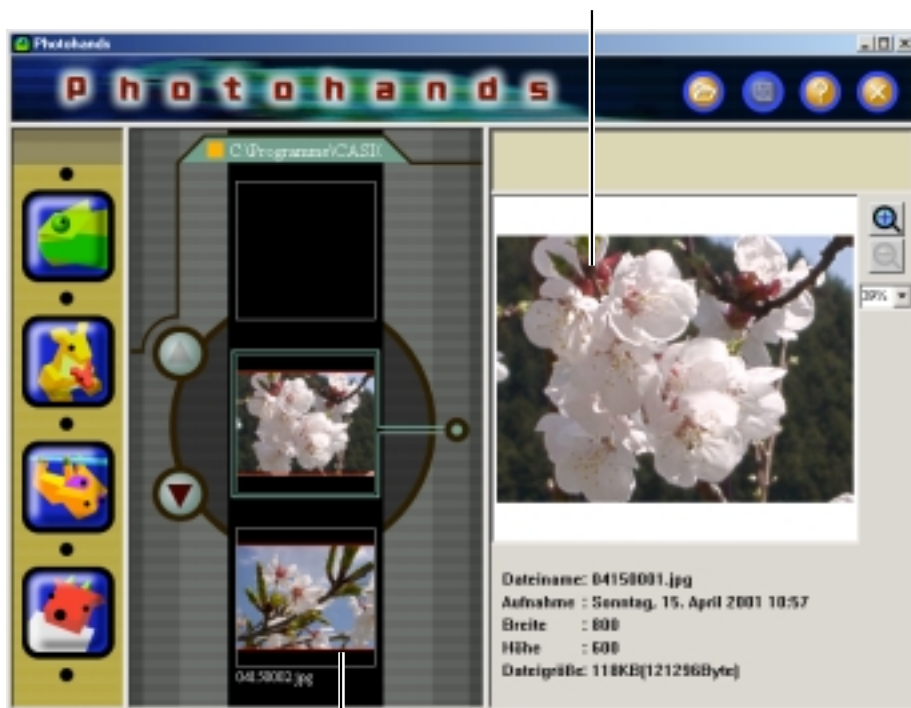 Photohands
Photohands
C:\Programme\CASI(
39%
04150002.jpg
Dateiname: 04150001.jpg
Aufnahme : Sonntag, 15. April 2001 10:57
Breite : 800
Höhe : 600
Dateigröße: 118KB(121296Byte)